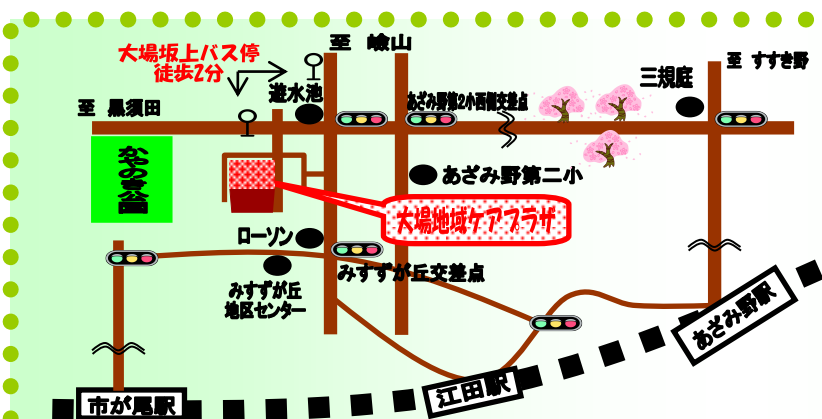 至 嶮山
大場坂上バス停
徒歩2分
至 すすき野
三規庭
遊水池
あざみ野第2小西側交差点
至 黒須田
かやのき公園
あざみ野第二小
大場地域ケアプラザ
ローソン
みすずが丘交差点
みすずが丘
地区センター
あざみ野駅
江田駅
市が尾駅